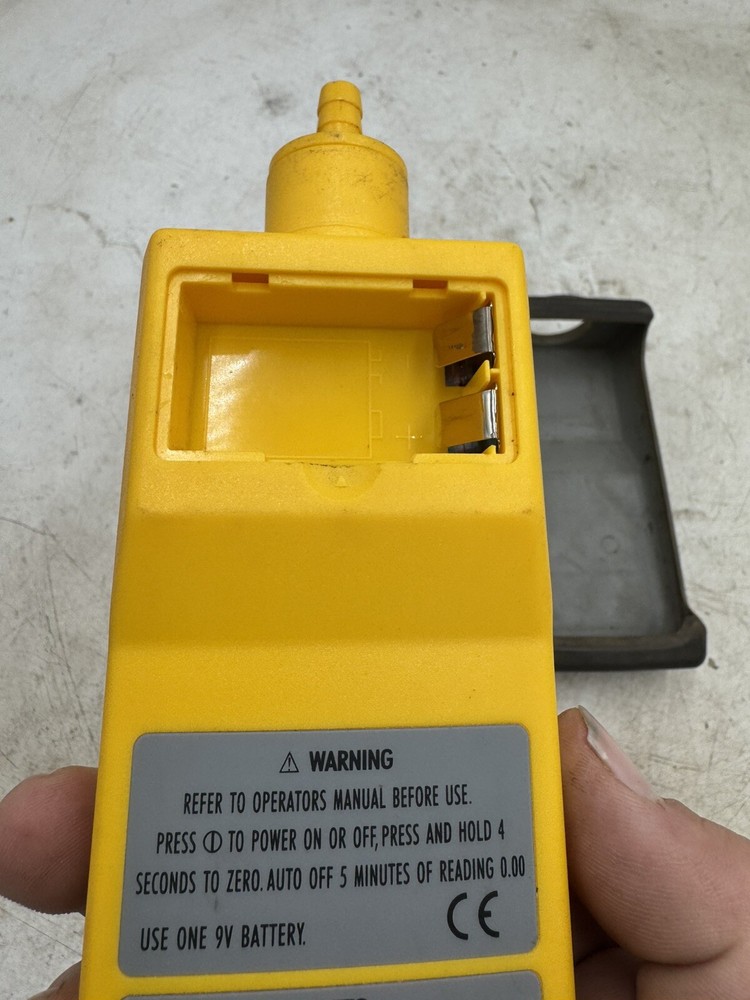 ⚠ WARNING
REFER TO OPERATORS MANUAL BEFORE USE.
PRESS ⏼ TO POWER ON OR OFF, PRESS AND HOLD 4
SECONDS TO ZERO. AUTO OFF 5 MINUTES OF READING 0.00
USE ONE 9V BATTERY.
CE